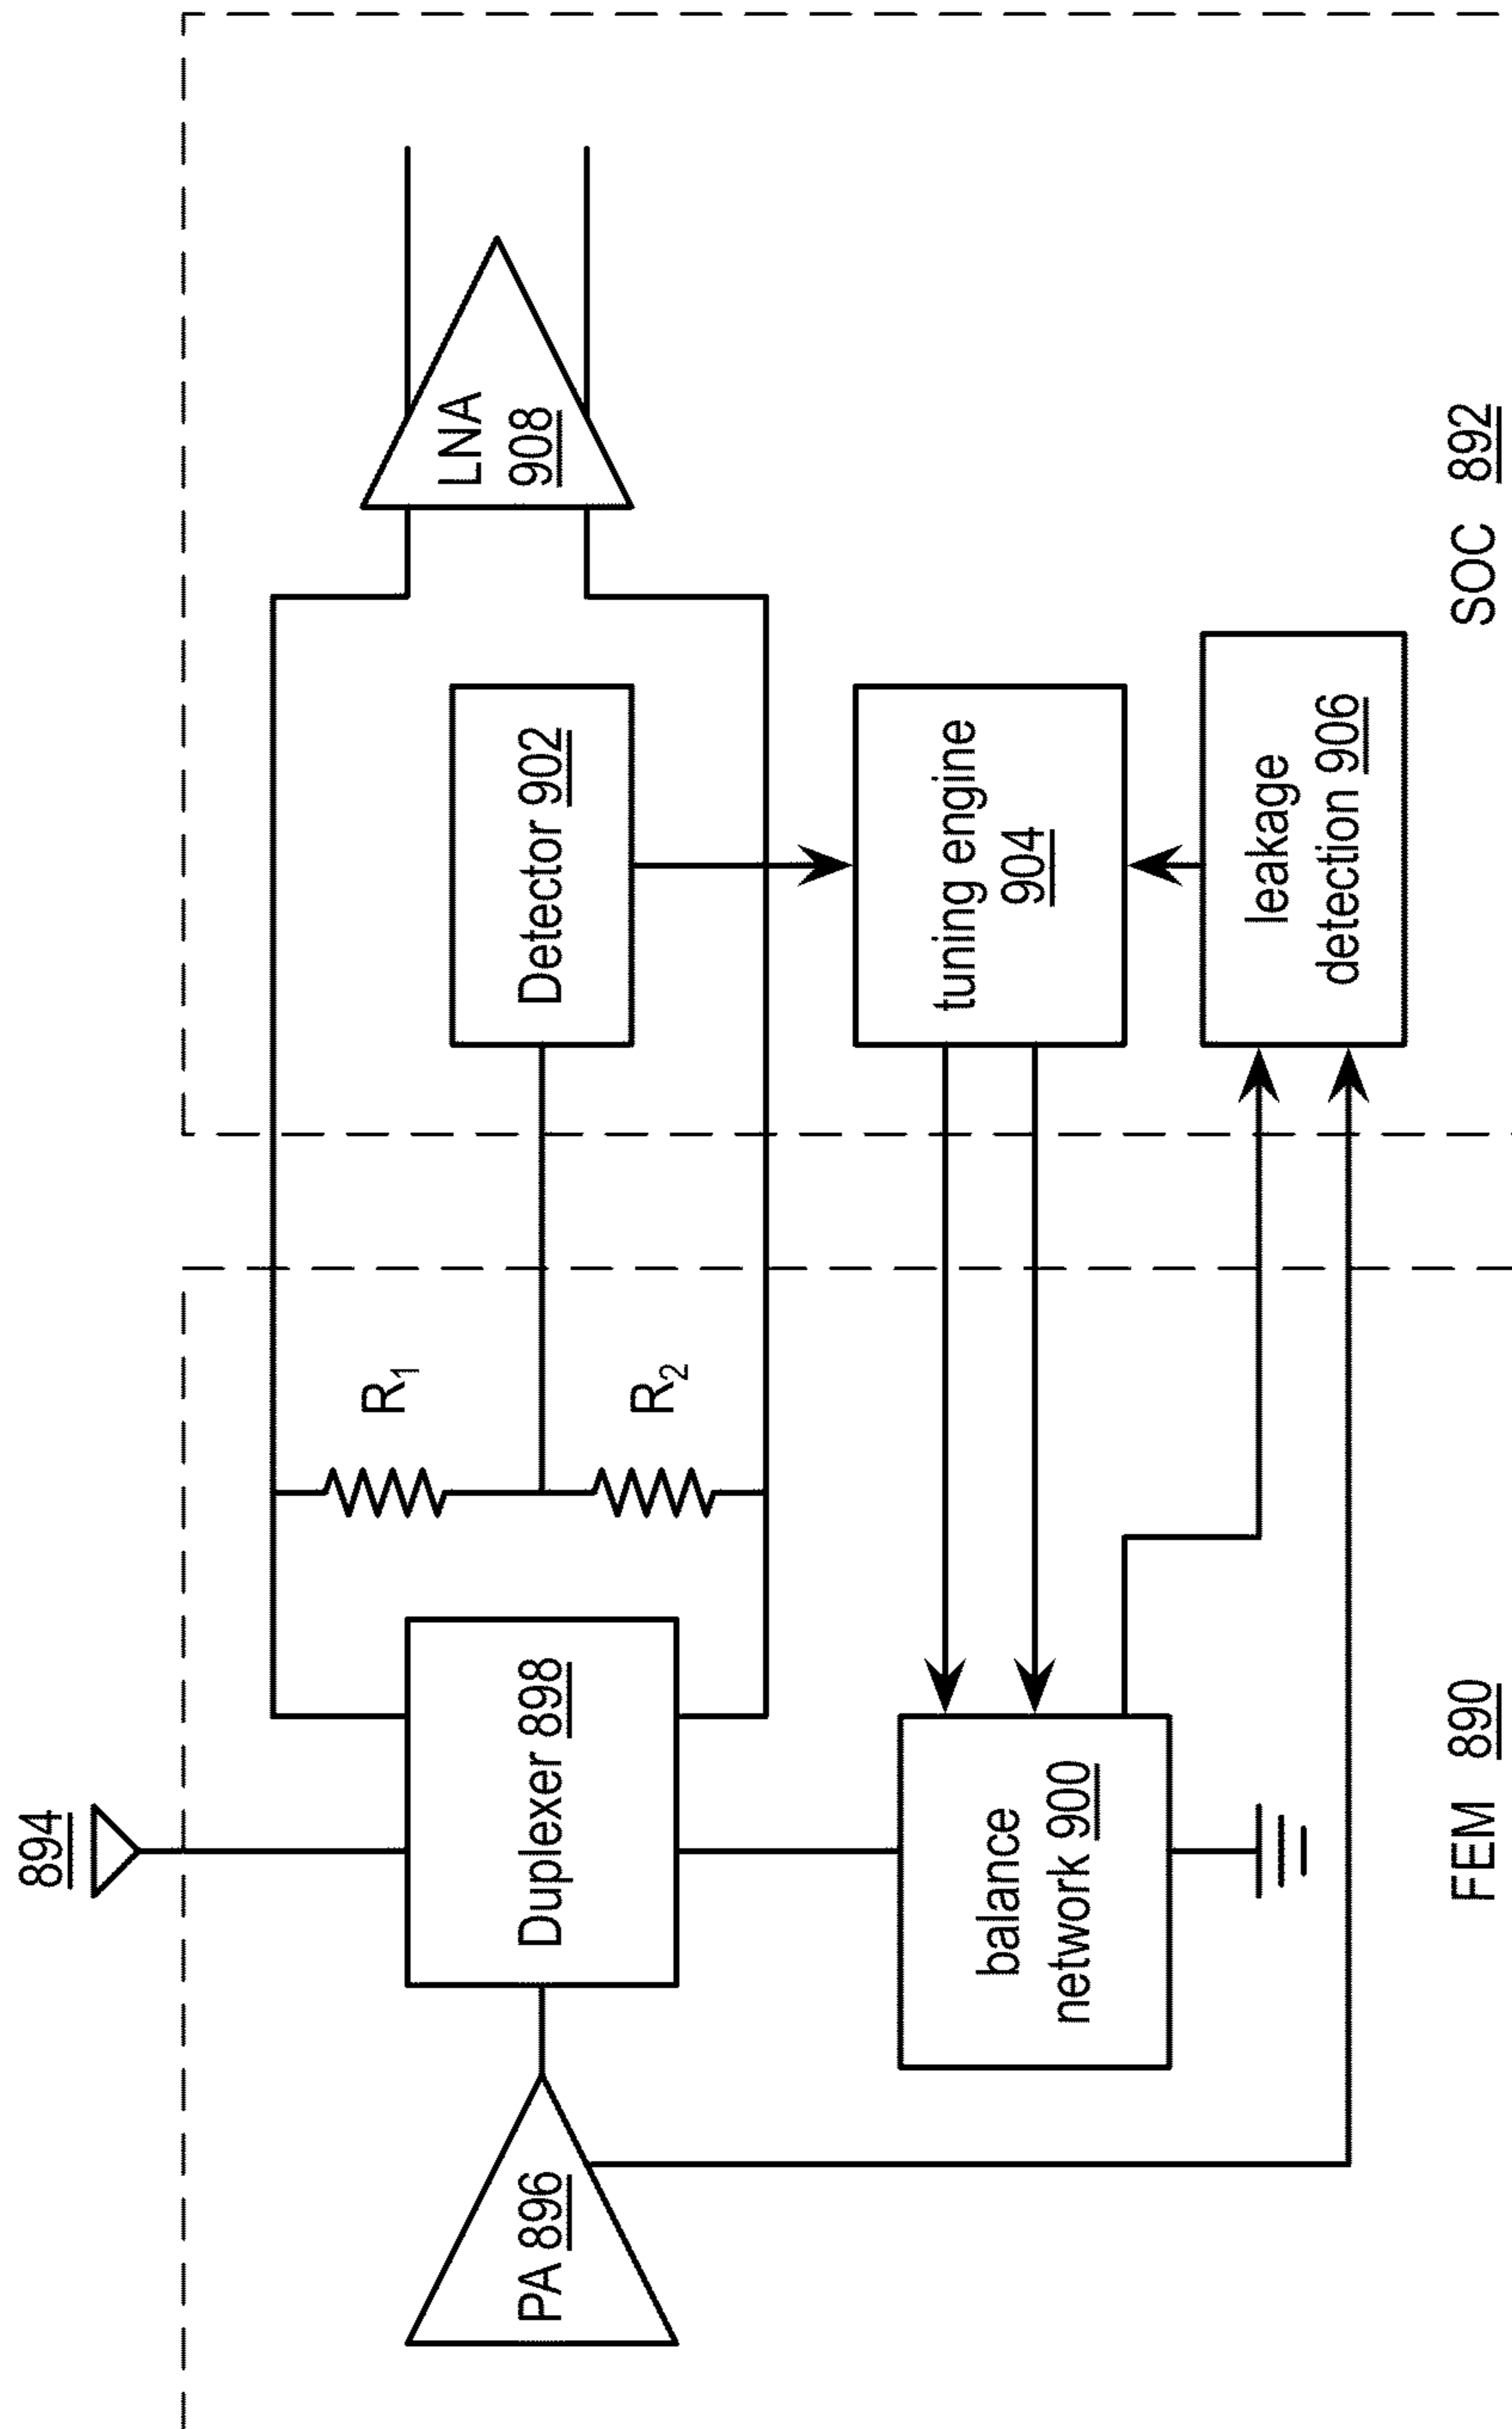 894
PA 896
Duplexer 898
R1
R2
Detector 902
LNA
908
balance
network 900
tuning engine
904
leakage
detection 906
FEM 890
SOC 892